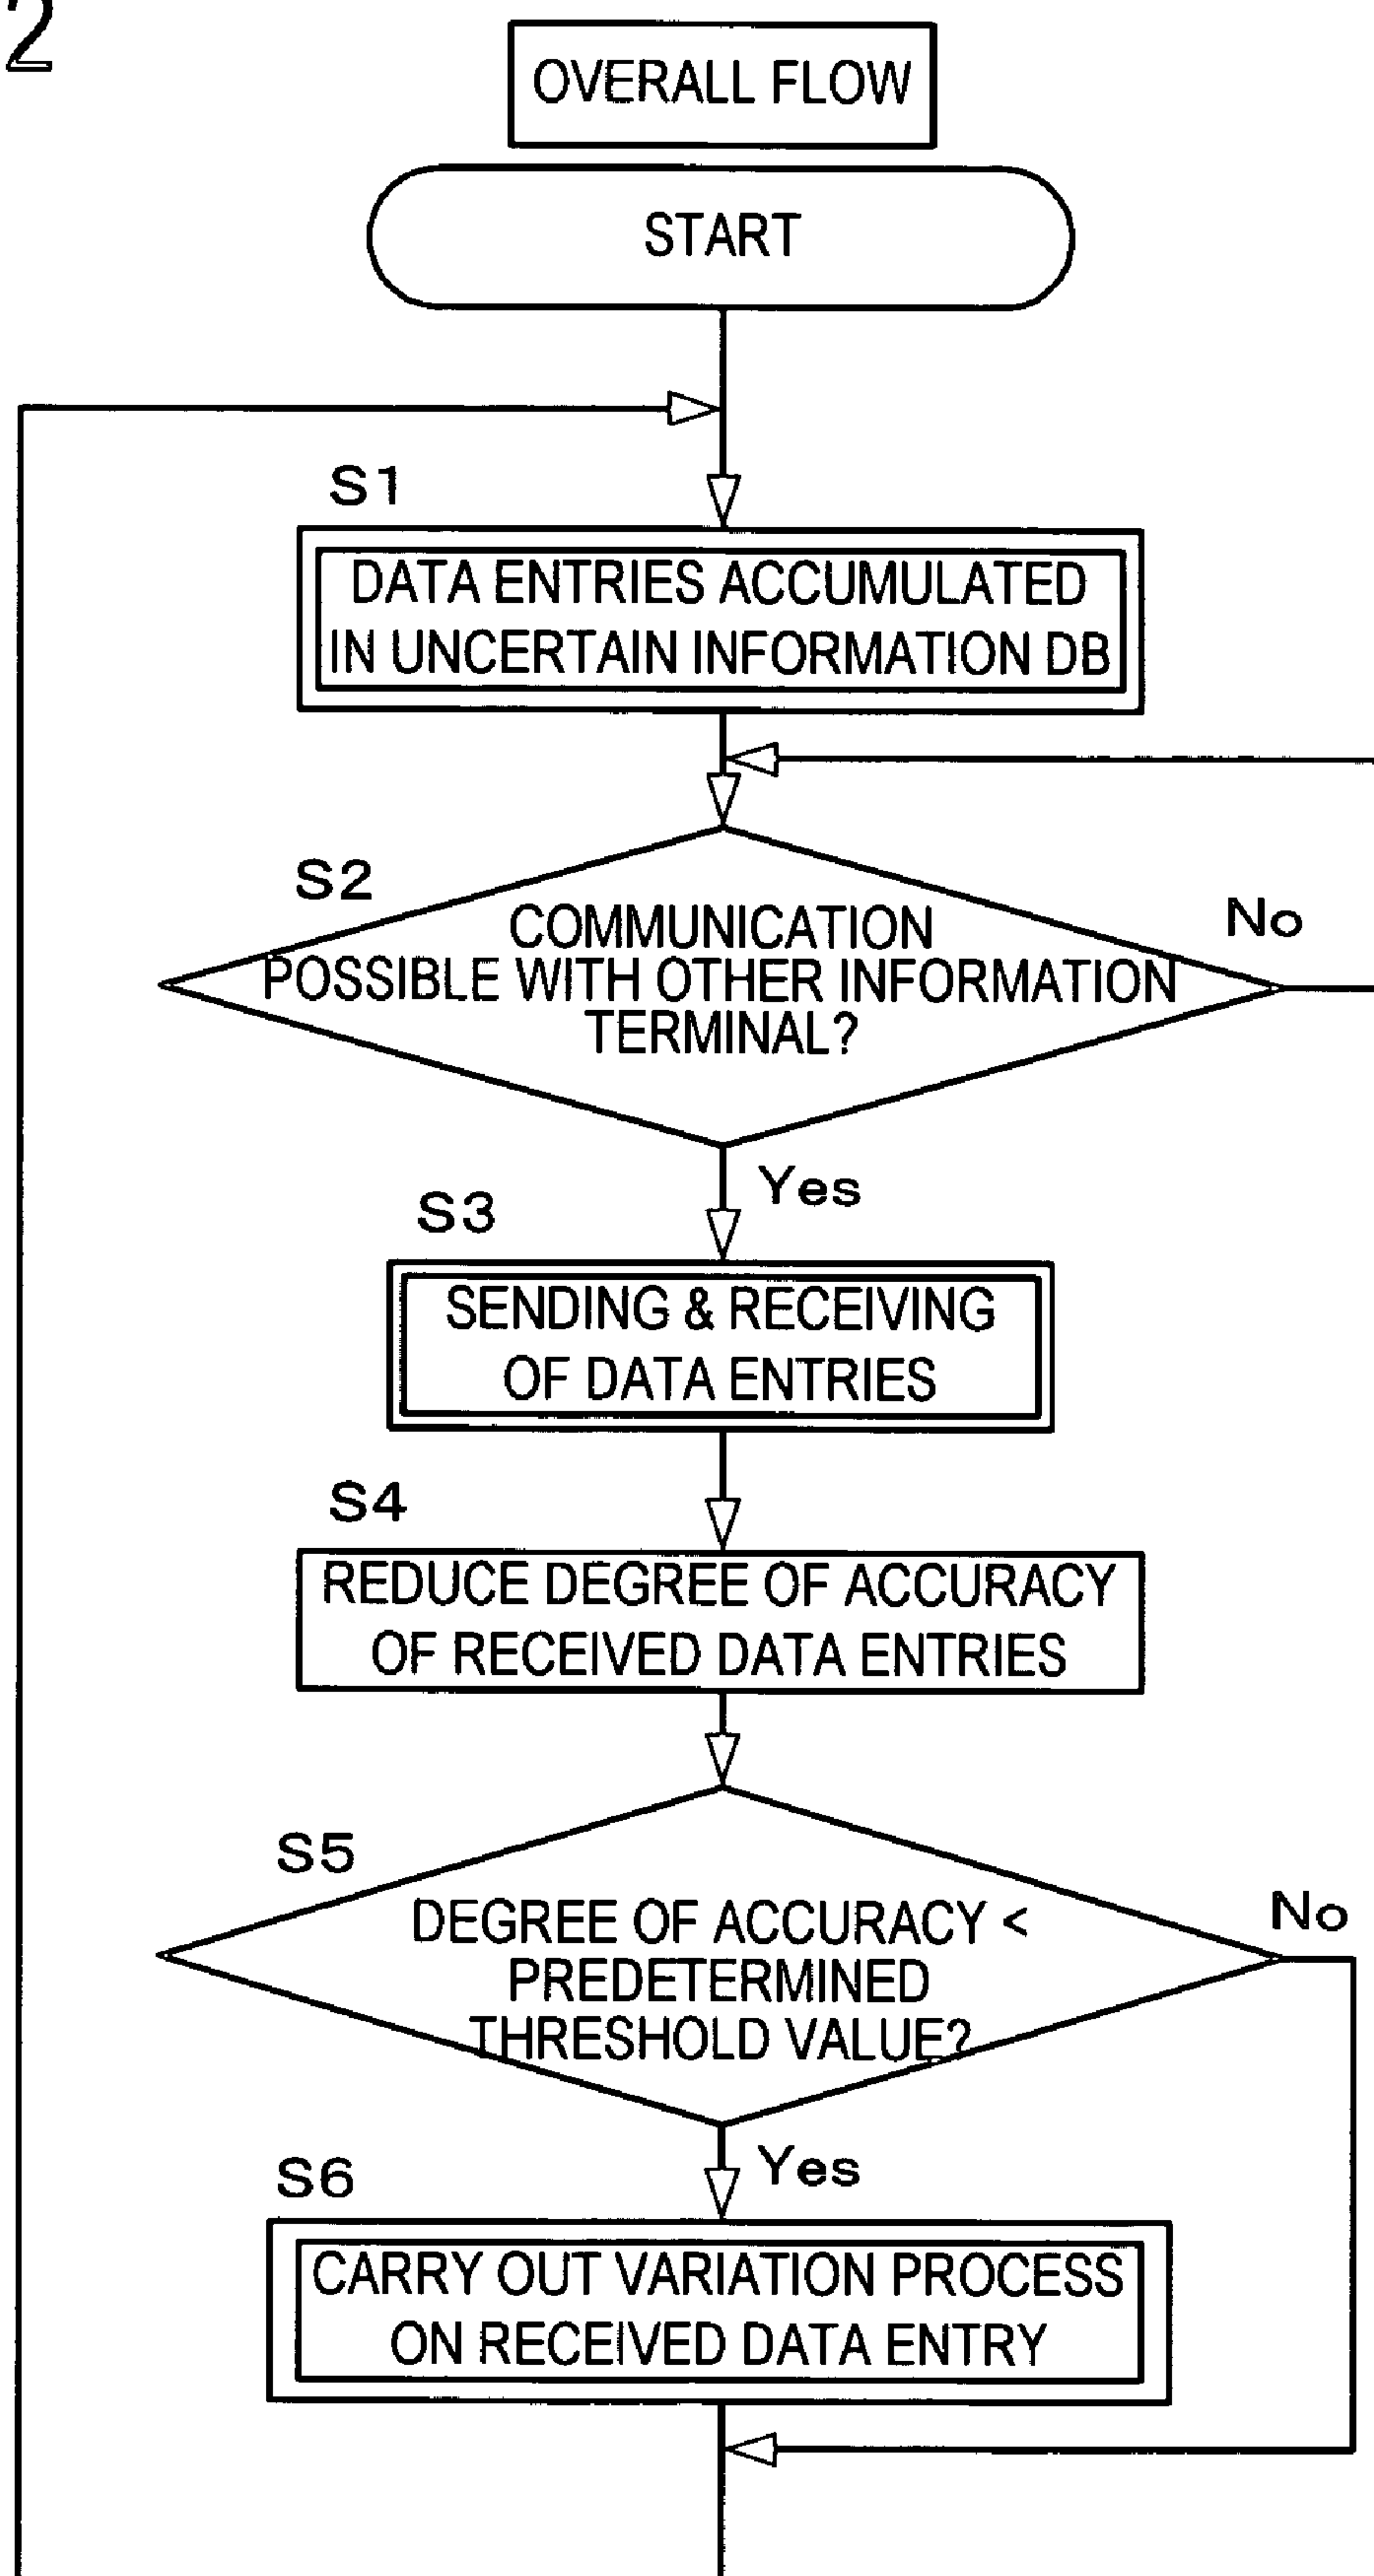 2
OVERALL FLOW
START
S1
DATA ENTRIES ACCUMULATED
IN UNCERTAIN INFORMATION DB
S2
COMMUNICATION
POSSIBLE WITH OTHER INFORMATION
TERMINAL?
No
Yes
S3
SENDING & RECEIVING
OF DATA ENTRIES
S4
REDUCE DEGREE OF ACCURACY
OF RECEIVED DATA ENTRIES
S5
DEGREE OF ACCURACY <
PREDETERMINED
THRESHOLD VALUE?
No
Yes
S6
CARRY OUT VARIATION PROCESS
ON RECEIVED DATA ENTRY